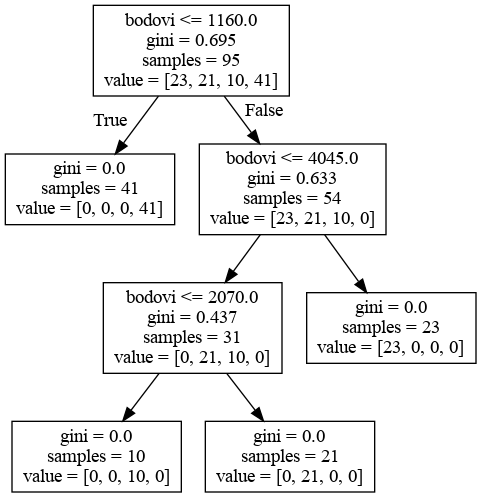 bodovi <= 1160.0
gini = 0.695
samples = 95
value = [23, 21, 10, 41]
True
False
gini = 0.0
samples = 41
value = [0, 0, 0, 41]
bodovi <= 4045.0
gini = 0.633
samples = 54
value = [23, 21, 10, 0]
bodovi <= 2070.0
gini = 0.437
samples = 31
value = [0, 21, 10, 0]
gini = 0.0
samples = 23
value = [23, 0, 0, 0]
gini = 0.0
samples = 10
value = [0, 0, 10, 0]
gini = 0.0
samples = 21
value = [0, 21, 0, 0]